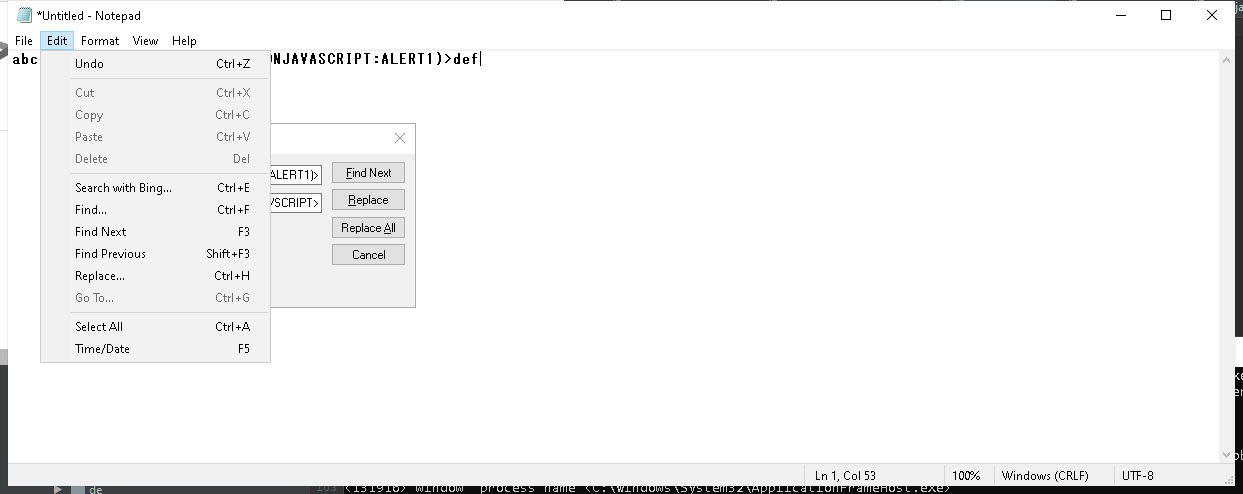 *Untitled - Notepad
File Edit Format View Help
abc ONJAVASCRIPT:ALERT1)>def
Undo Ctrl+Z
Cut Ctrl+X
Copy Ctrl+C
Paste Ctrl+V
Delete Del
Search with Bing... Ctrl+E
Find... Ctrl+F
Find Next F3
Find Previous Shift+F3
Replace... Ctrl+H
Go To... Ctrl+G
Select All Ctrl+A
Time/Date F5
ALERT1)>
Find Next
/SCRIPT>
Replace
Replace All
Cancel
Ln 1, Col 53 100% Windows (CRLF) UTF-8
de
<131916> window process name <C:\Windows\System32\ApplicationFrameHost.exe>